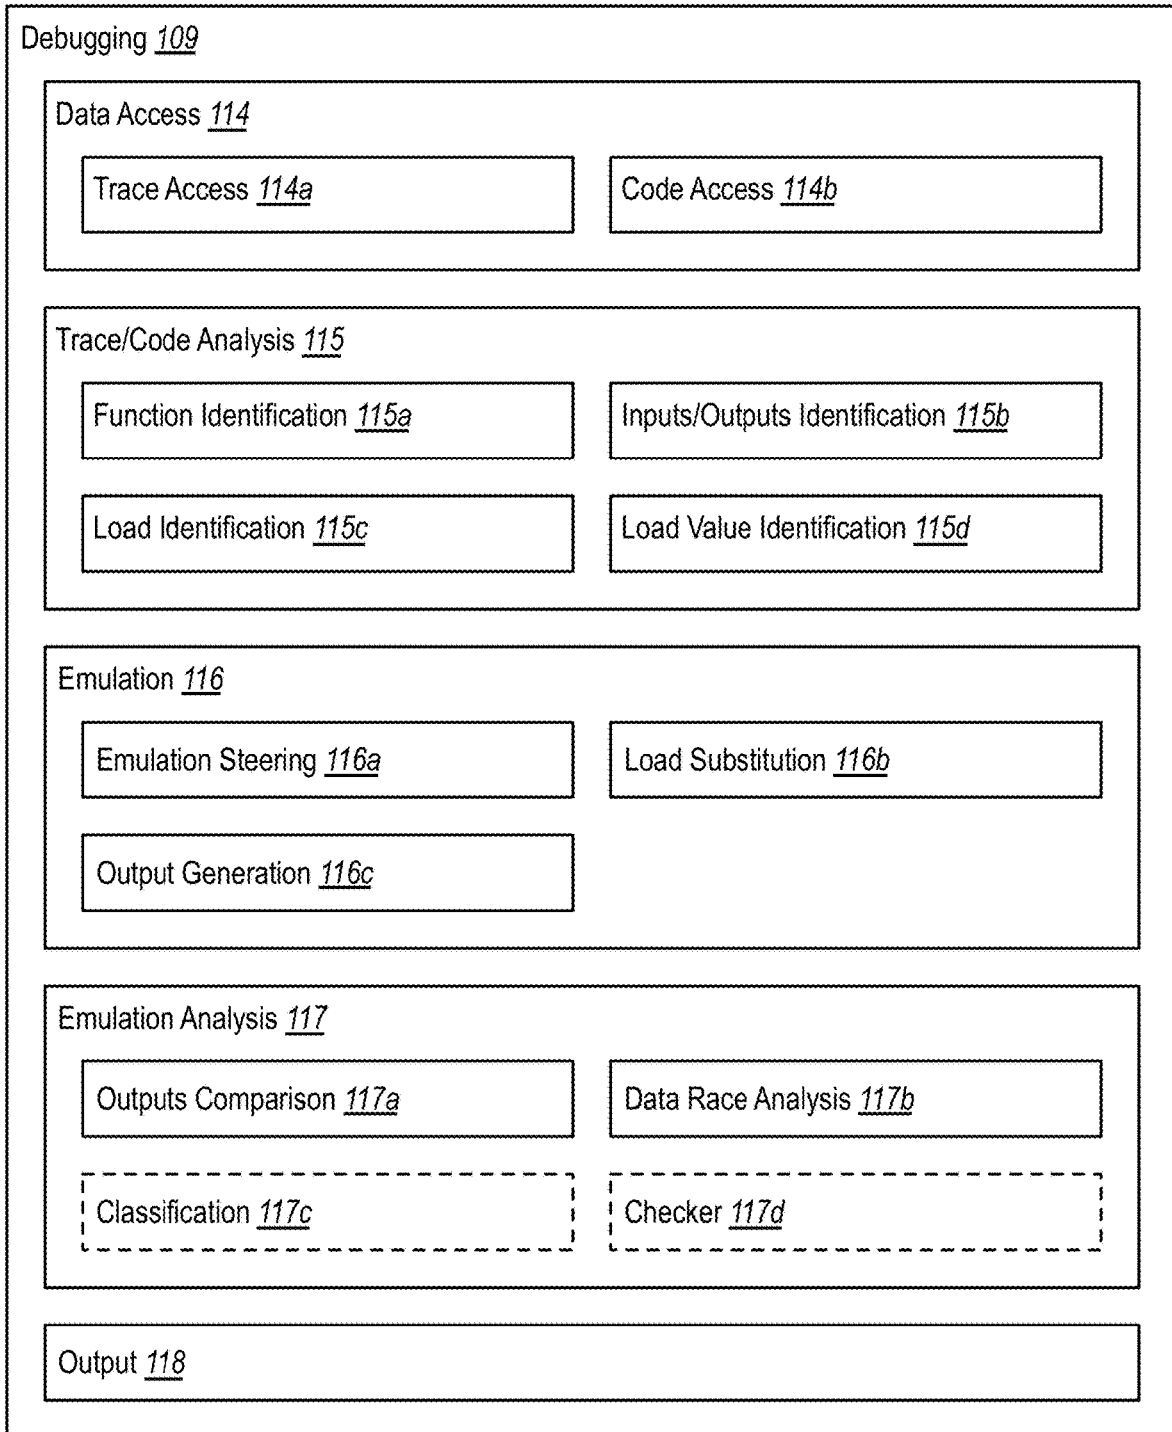 Debugging 109
Data Access 114
Trace Access 114a
Code Access 114b
Trace/Code Analysis 115
Function Identification 115a
Inputs/Outputs Identification 115b
Load Identification 115c
Load Value Identification 115d
Emulation 116
Emulation Steering 116a
Load Substitution 116b
Output Generation 116c
Emulation Analysis 117
Outputs Comparison 117a
Data Race Analysis 117b
Classification 117c
Checker 117d
Output 118